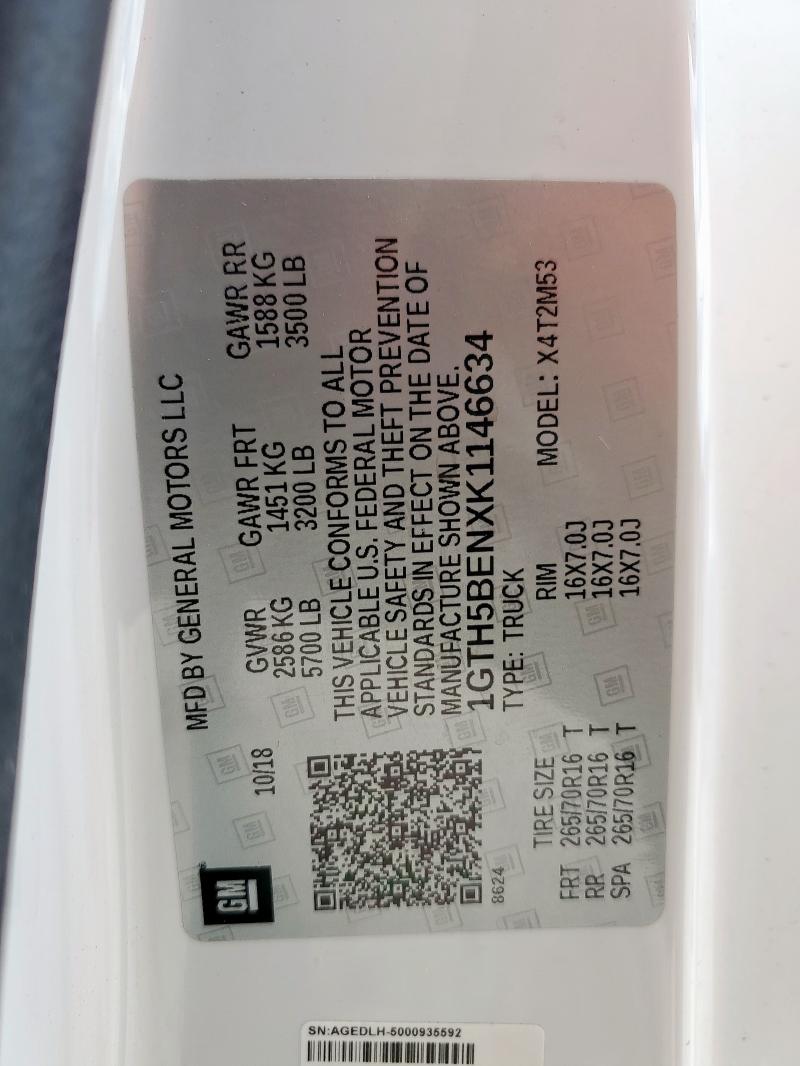 GM
MFD BY GENERAL MOTORS LLC
10/18
GVWR GAWR FRT GAWR RR
2586 KG 1451 KG 1588 KG
5700 LB 3200 LB 3500 LB
THIS VEHICLE CONFORMS TO ALL
APPLICABLE U.S. FEDERAL MOTOR
VEHICLE SAFETY AND THEFT PREVENTION
STANDARDS IN EFFECT ON THE DATE OF
MANUFACTURE SHOWN ABOVE.
1GTH5BENXK1146634
8624
TYPE: TRUCK
MODEL: X4T2M53
TIRE SIZE RIM
FRT 265/70R16 T 16X7.0J
RR 265/70R16 T 16X7.0J
SPA 265/70R16 T 16X7.0J
SN:AGEDLH-5000935592